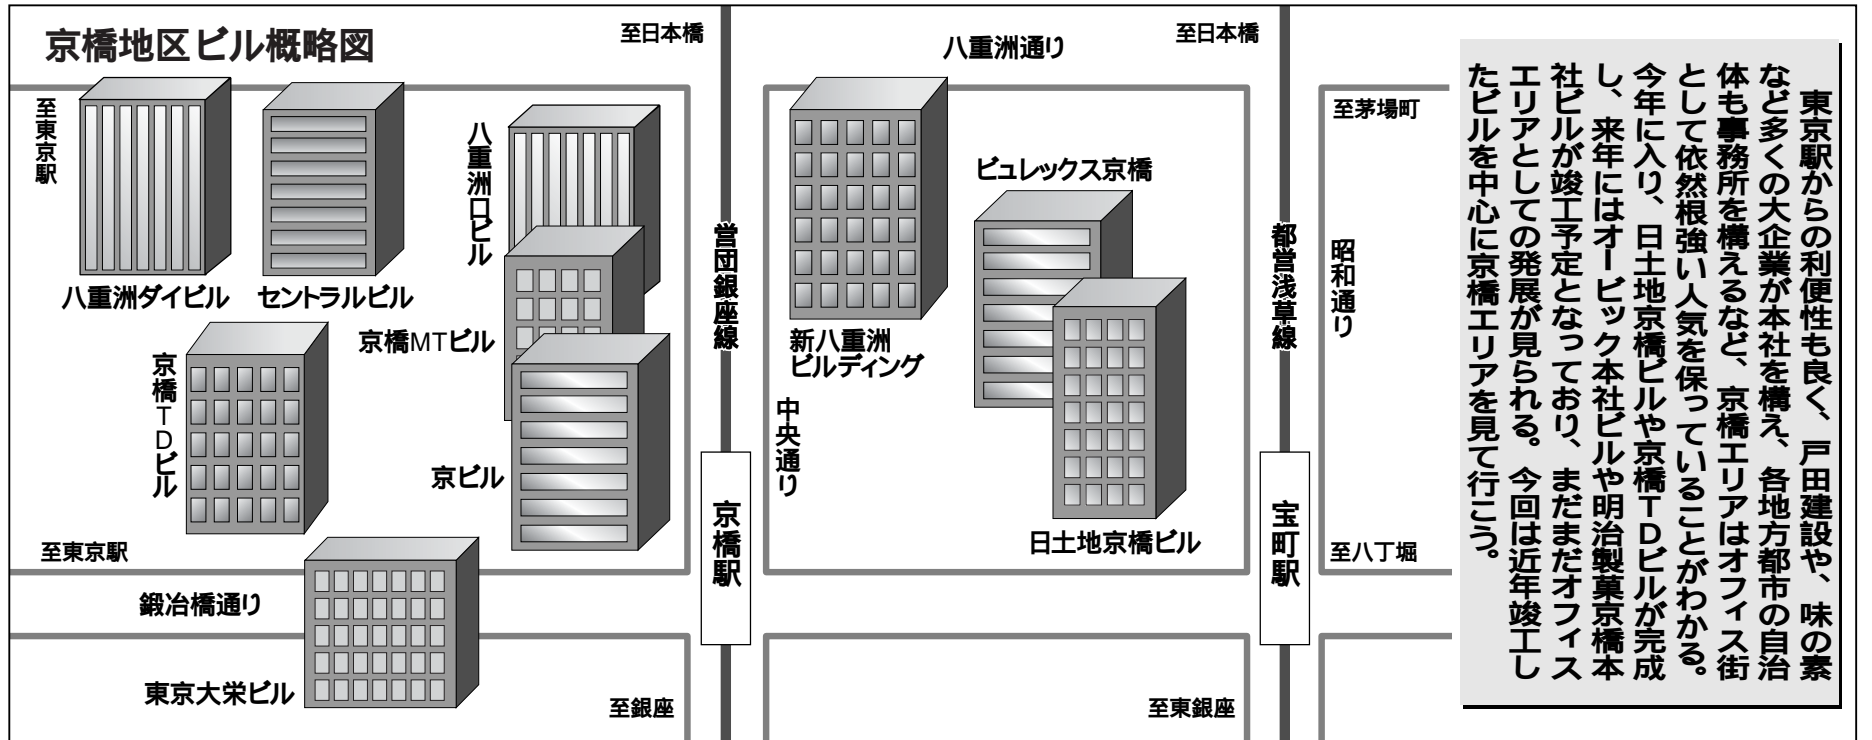 京橋地区ビル概略図
至日本橋
八重洲通り
至日本橋
至東京駅
八重洲ダイビル
セントラルビル
八重洲口ビル
京橋MTビル
京橋TDビル
京ビル
至東京駅
鍛冶橋通り
東京大栄ビル
至銀座
営団銀座線
京橋駅
中央通り
新八重洲
ビルディング
ビュレックス京橋
日土地京橋ビル
都営浅草線
宝町駅
至東銀座
至茅場町
昭和通り
至八丁堀
東京駅からの利便性も良く、戸田建設や、味の素
など多くの大企業が本社を構え、各地方都市の自治
体も事務所を構えるなど、京橋エリアはオフィス街
として依然根強い人気を保っていることがわかる。
今年に入り、日土地京橋ビルや京橋TDビルが完成
し、来年にはオービック本社ビルや明治製菓京橋本
社ビルが竣工予定となっており、まだまだオフィス
エリアとしての発展が見られる。今回は近年竣工し
たビルを中心に京橋エリアを見て行こう。